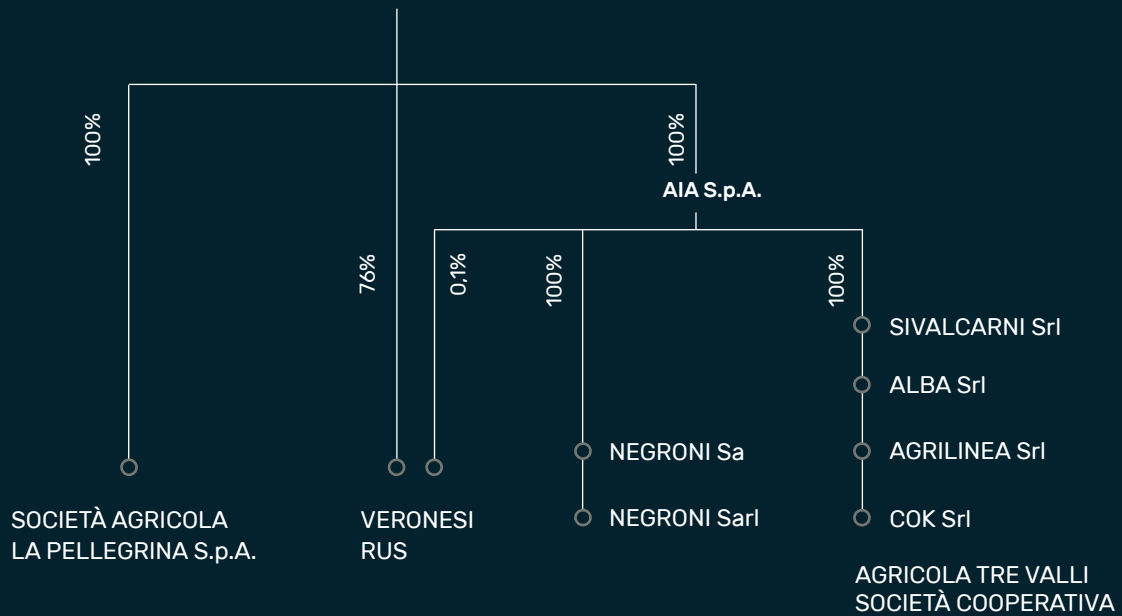 100%
100%
AIA S.p.A.
76%
0,1%
100%
100%
SIVALCARNI Srl
ALBA Srl
NEGRONI Sa
AGRILINEA Srl
NEGRONI Sarl
COK Srl
SOCIETÀ AGRICOLA
LA PELLEGRINA S.p.A.
VERONESI
RUS
AGRICOLA TRE VALLI
SOCIETÀ COOPERATIVA